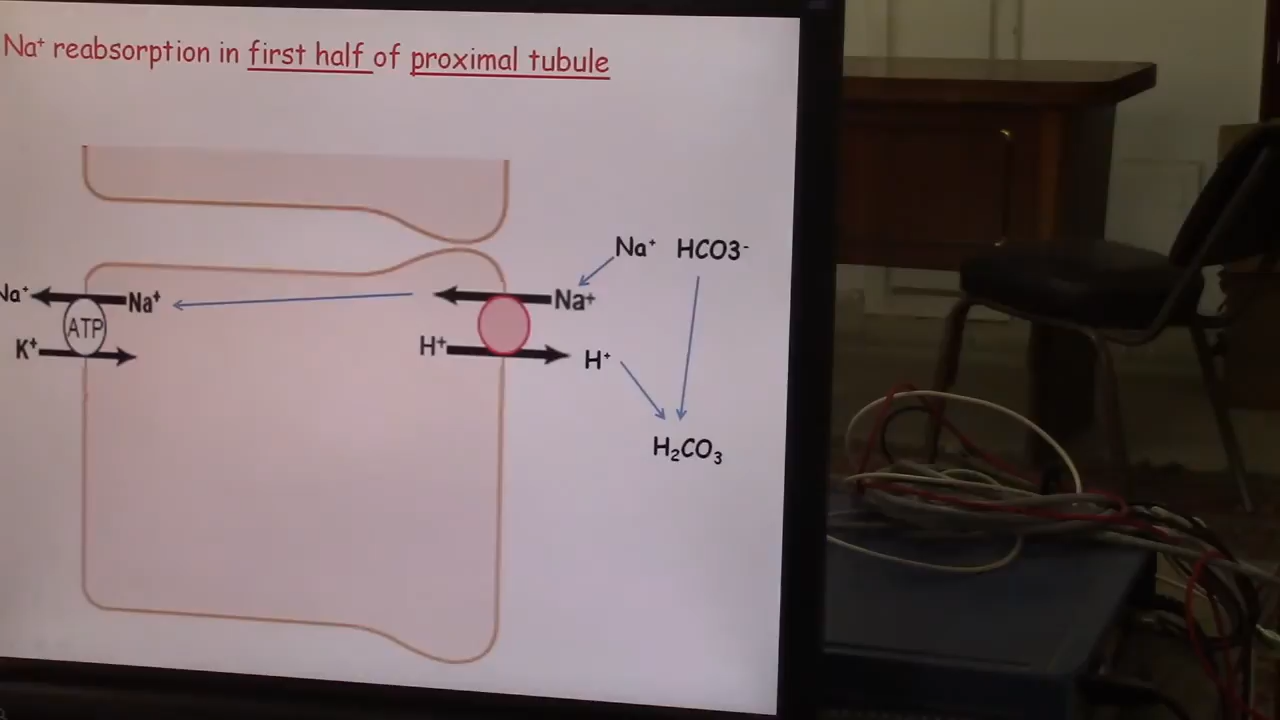 Na⁺ reabsorption in first half of proximal tubule
Na⁺ HCO3⁻
Na⁺ Na⁺ Na⁺
ATP
K⁺ H⁺ H⁺
H₂CO₃